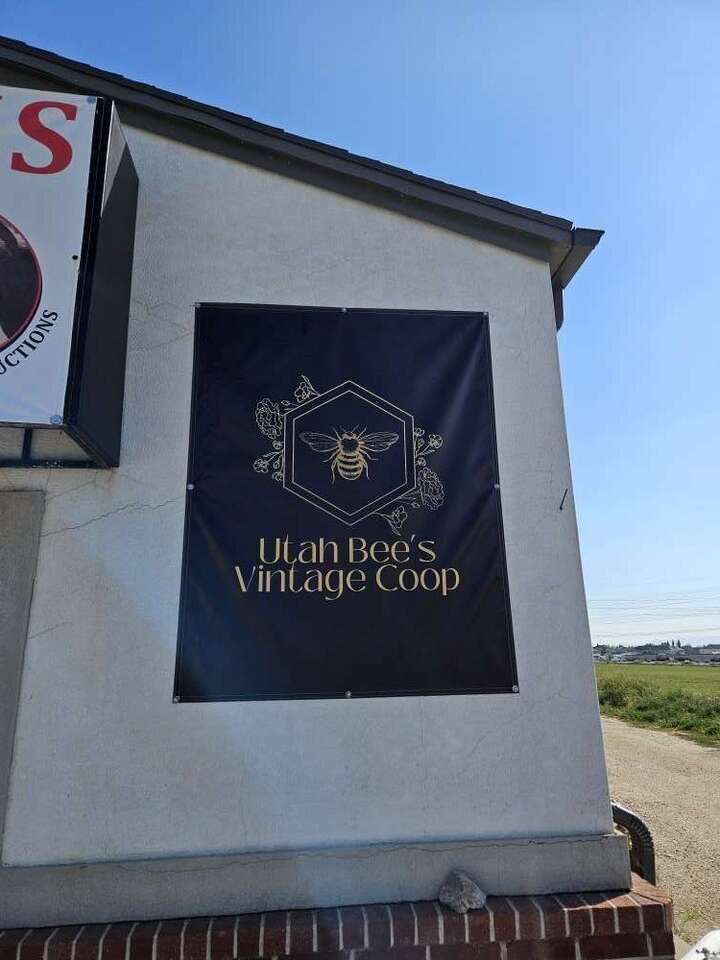 S
UCTIONS
Utah Bee's
Vintage Coop